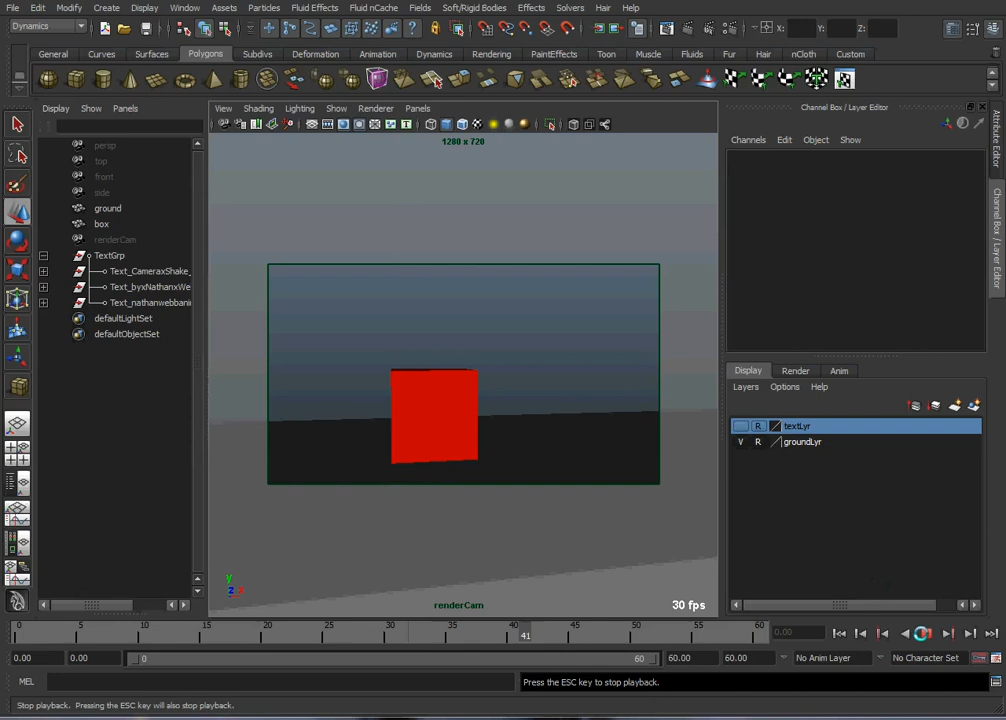 File Edit Modify Create Display Window Assets Particles Fluid Effects Fluid nCache Fields Soft/Rigid Bodies Effects Solvers Hair Help
Dynamics X: Y: Z:
General Curves Surfaces Polygons Subdivs Deformation Animation Dynamics Rendering PaintEffects Toon Muscle Fluids Fur Hair nCloth Custom
Display Show Panels
View Shading Lighting Show Renderer Panels
Channel Box / Layer Editor
1280 x 720
Channels Edit Object Show
Attribute Editor
Channel Box / Layer Editor
persp
top
front
side
ground
box
renderCam
TextGrp
Text_CameraxShake_
Text_byxNathanxWe
Text_nathanwebbani
defaultLightSet
defaultObjectSet
Display Render Anim
Layers Options Help
R textLyr
V R groundLyr
y
z x
renderCam
30 fps
0 5 10 15 20 25 30 35 40 41 45 50 55 60 0.00
0.00 0.00 0 60 60.00 60.00 No Anim Layer No Character Set
MEL Press the ESC key to stop playback.
Stop playback. Pressing the ESC key will also stop playback.